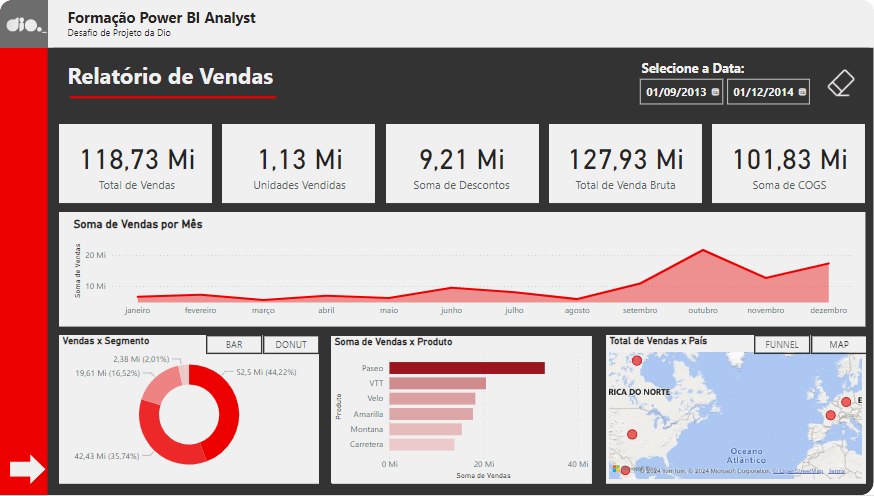 dio.
Formação Power BI Analyst
Desafio de Projeto da Dio
Relatório de Vendas
Selecione a Data:
01/09/2013
01/12/2014
118,73 Mi
Total de Vendas
1,13 Mi
Unidades Vendidas
9,21 Mi
Soma de Descontos
127,93 Mi
Total de Venda Bruta
101,83 Mi
Soma de COGS
Soma de Vendas por Mês
Soma de Vendas
20 Mi
10 Mi
janeiro
fevereiro
março
abril
maio
junho
julho
agosto
setembro
outubro
novembro
dezembro
Vendas x Segmento
BAR
DONUT
2,38 Mi (2,01%)
19,61 Mi (16,52%)
52,5 Mi (44,22%)
42,43 Mi (35,74%)
Soma de Vendas x Produto
Produto
Paseo
VTT
Velo
Amarilla
Montana
Carretera
0 Mi
20 Mi
40 Mi
Soma de Vendas
Total de Vendas x País
FUNNEL
MAP
RICA DO NORTE
E
Oceano
Atlântico
© 2024 TomTom, © 2024 Microsoft Corporation, © OpenStreetMap Terms